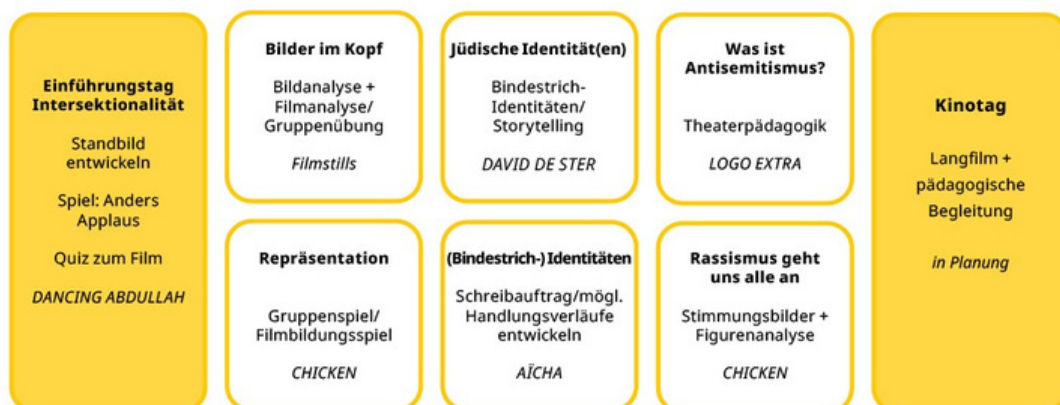 Einführungstag
Intersektionalität
Standbild
entwickeln
Spiel: Anders
Applaus
Quiz zum Film
DANCING ABDULLAH
Bilder im Kopf
Bildanalyse +
Filmanalyse/
Gruppenübung
Filmstills
Jüdische Identität(en)
Bindestrich-
Identitäten/
Storytelling
DAVID DE STER
Was ist
Antisemitismus?
Theaterpädagogik
LOGO EXTRA
Repräsentation
Gruppenspiel/
Filmbildungsspiel
CHICKEN
(Bindestrich-) Identitäten
Schreibauftrag/mögl.
Handlungsverläufe
entwickeln
AÏCHA
Rassismus geht
uns alle an
Stimmungsbilder +
Figurenanalyse
CHICKEN
Kinotag
Langfilm +
pädagogische
Begleitung
in Planung